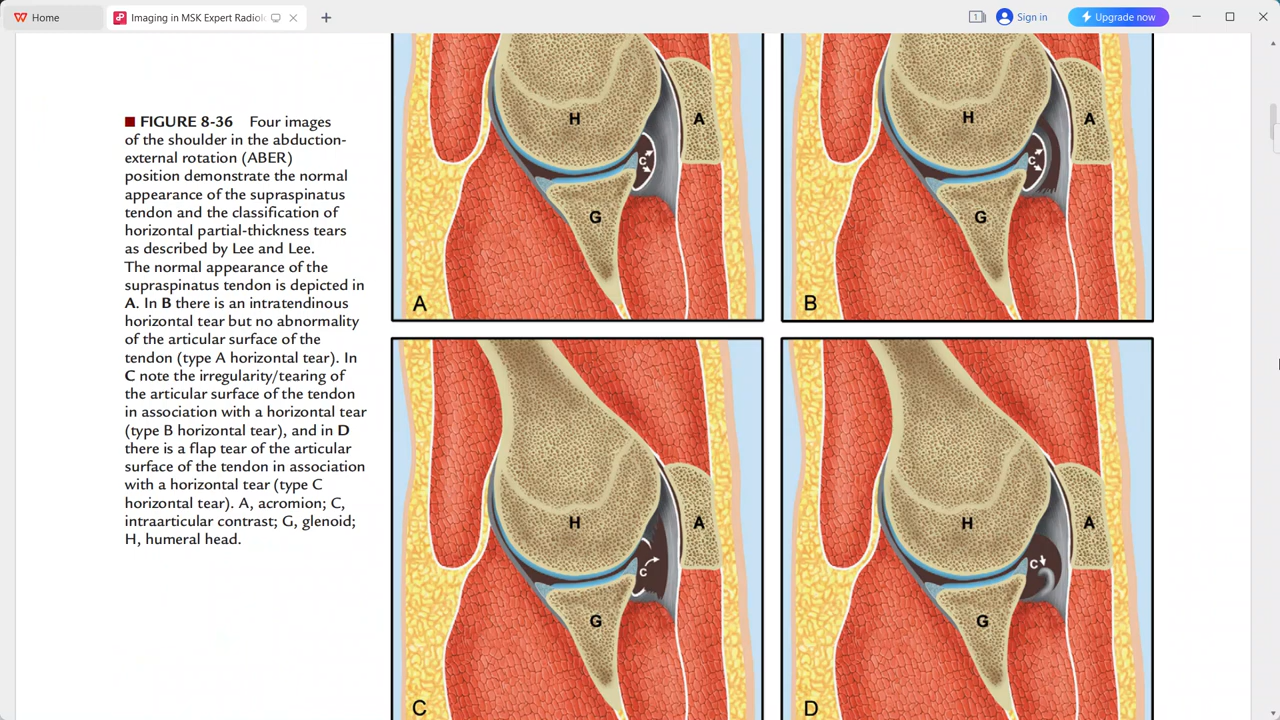 Home
Imaging in MSK Expert Radiol
1
Sign in
Upgrade now
FIGURE 8-36 Four images
of the shoulder in the abduction-
external rotation (ABER)
position demonstrate the normal
appearance of the supraspinatus
tendon and the classification of
horizontal partial-thickness tears
as described by Lee and Lee.
The normal appearance of the
supraspinatus tendon is depicted in
A. In B there is an intratendinous
horizontal tear but no abnormality
of the articular surface of the
tendon (type A horizontal tear). In
C note the irregularity/tearing of
the articular surface of the tendon
in association with a horizontal tear
(type B horizontal tear), and in D
there is a flap tear of the articular
surface of the tendon in association
with a horizontal tear (type C
horizontal tear). A, acromion; C,
intraarticular contrast; G, glenoid;
H, humeral head.
H
A
C
G
A
H
A
C
G
B
H
A
C
G
C
H
A
C
G
D